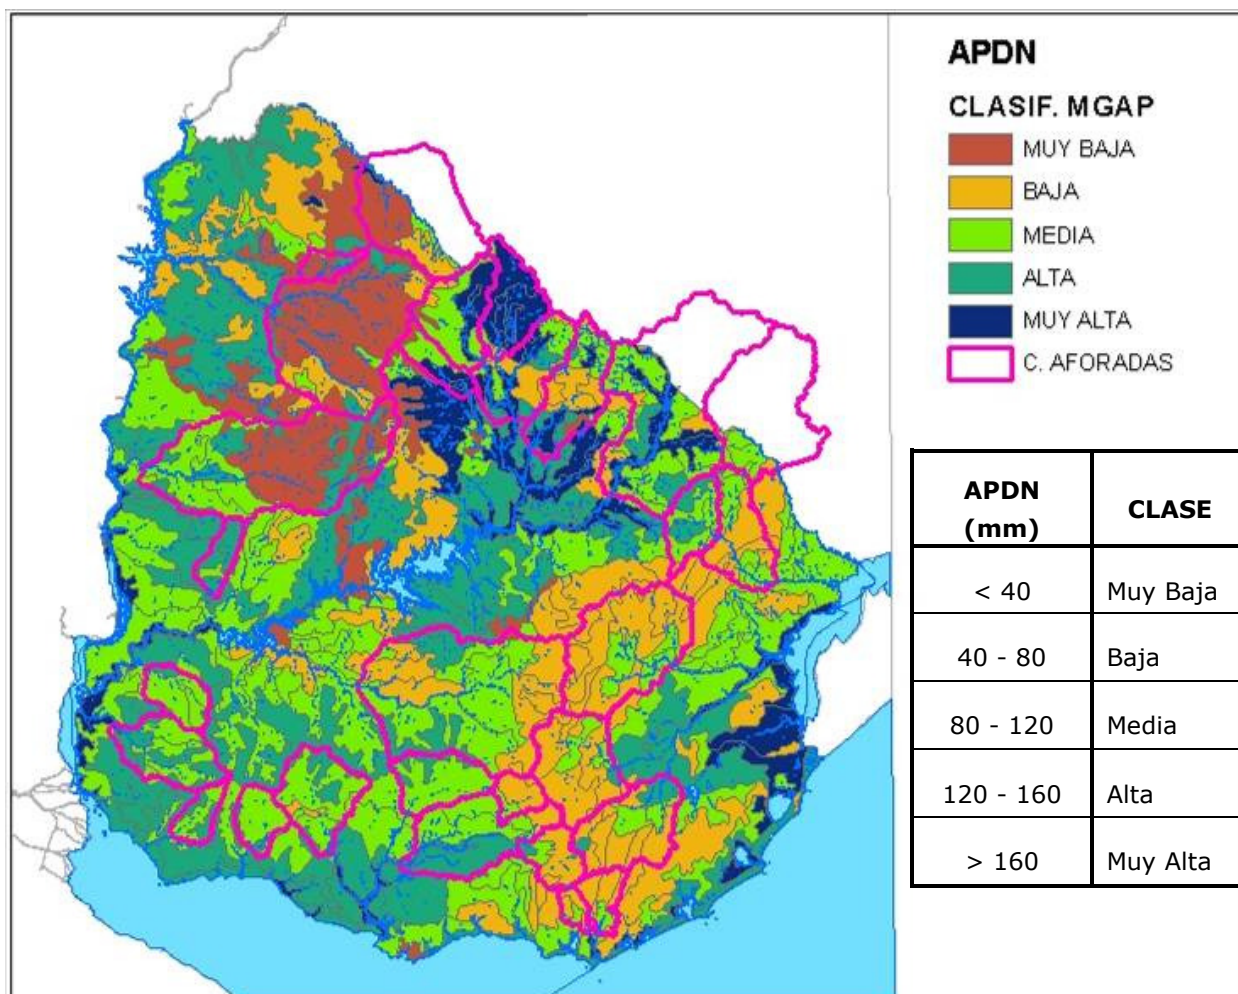 APDN
CLASIF. MGAP
MUY BAJA
BAJA
MEDIA
ALTA
MUY ALTA
C. AFORADAS
APDN
(mm)
CLASE
< 40
Muy Baja
40 - 80
Baja
80 - 120
Media
120 - 160
Alta
> 160
Muy Alta